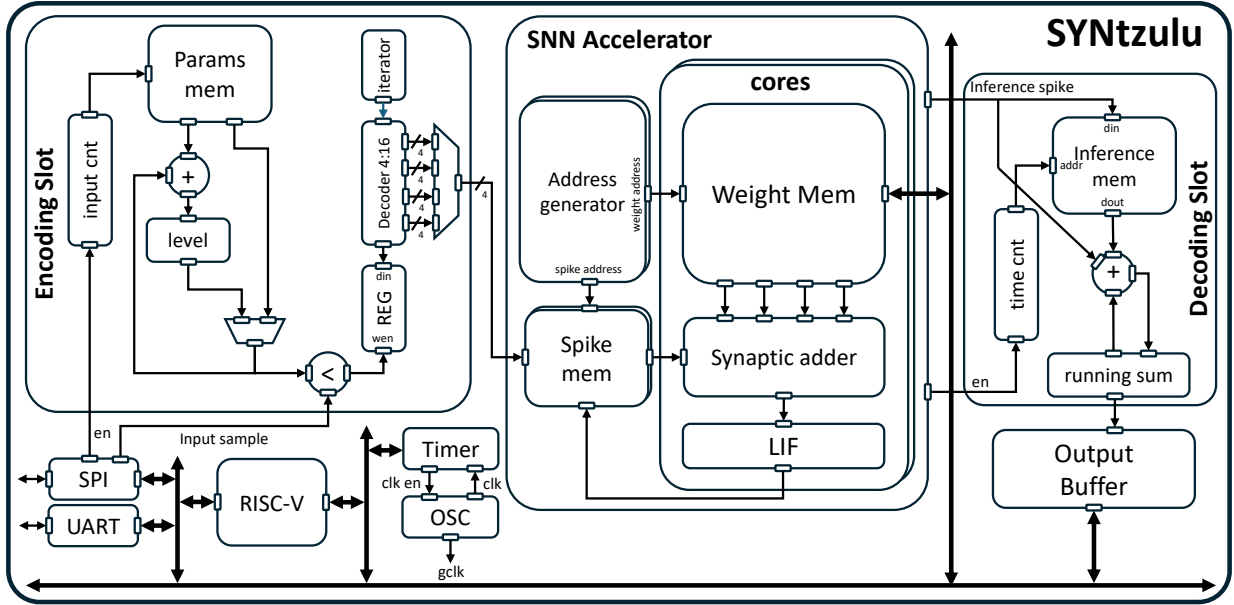 SYNtzulu
Encoding Slot
Params
mem
input cnt
+
level
iterator
Decoder 4:16
4
4
4
4
4
din
REG
wen
<
en
Input sample
SPI
UART
RISC-V
Timer
clk en
clk
OSC
gclk
SNN Accelerator
cores
Address
generator
weight address
spike address
Weight Mem
Spike
mem
Synaptic adder
LIF
Inference spike
Decoding Slot
din
addr
Inference
mem
dout
time cnt
+
en
running sum
Output
Buffer